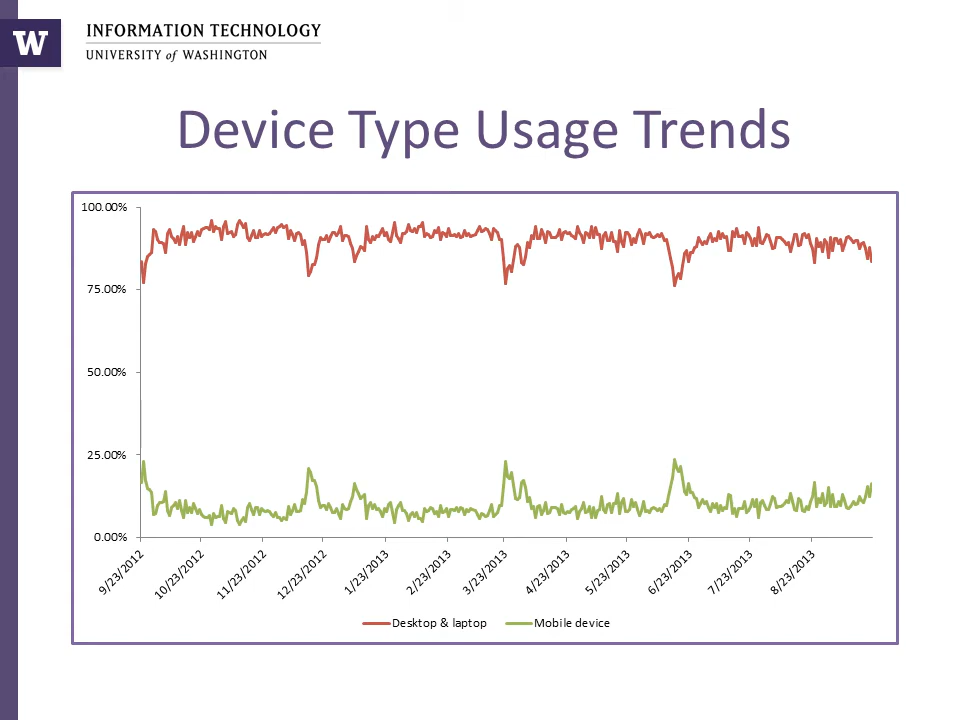 W
INFORMATION TECHNOLOGY
UNIVERSITY of WASHINGTON
Device Type Usage Trends
100.00%
75.00%
50.00%
25.00%
0.00%
9/23/2012
10/23/2012
11/23/2012
12/23/2012
1/23/2013
2/23/2013
3/23/2013
4/23/2013
5/23/2013
6/23/2013
7/23/2013
8/23/2013
Desktop & laptop
Mobile device